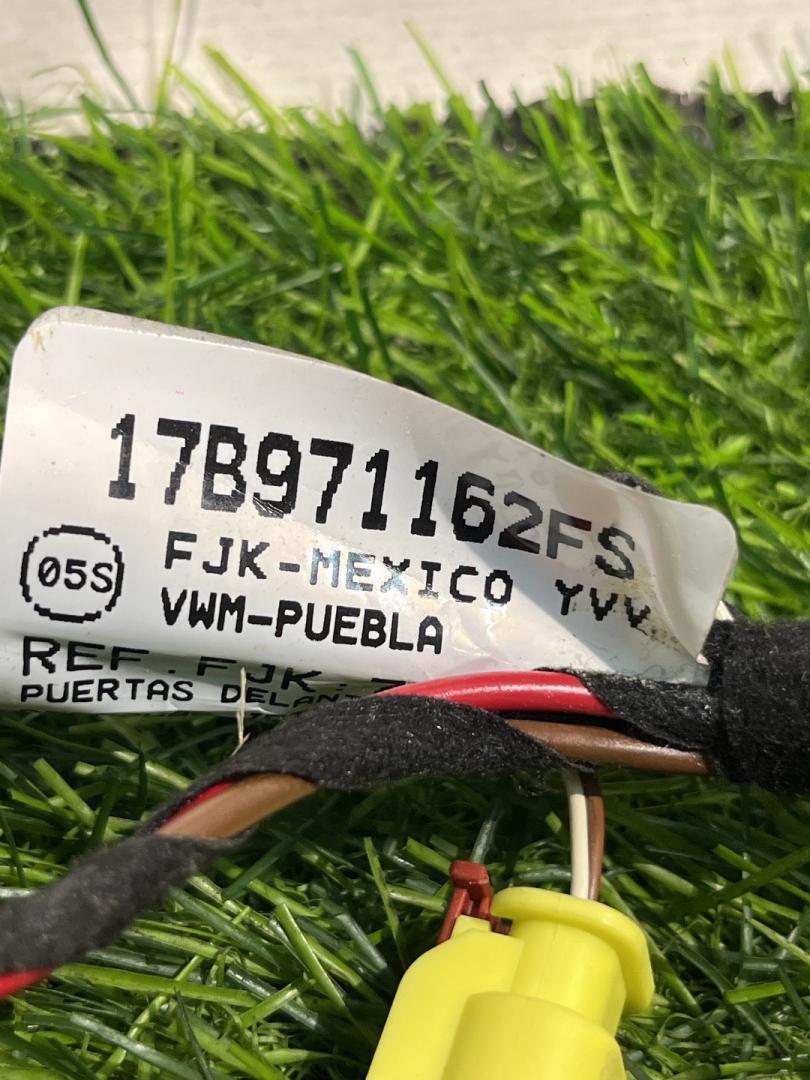 17B971162FS
05S
FJK-MEXICO YVV
VWM-PUEBLA
REF.FJK-
PUERTAS